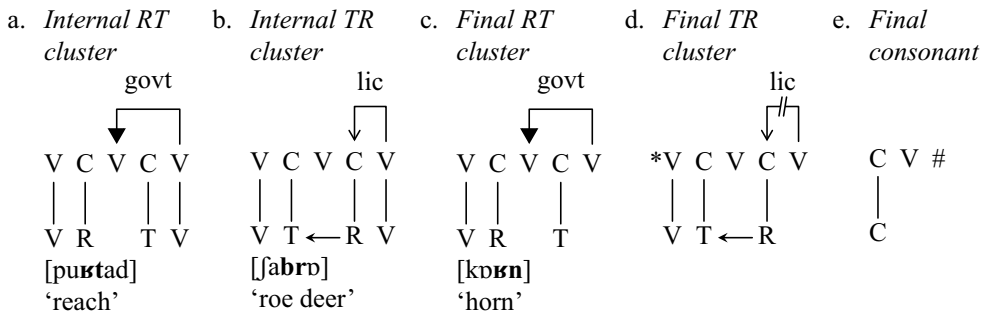 a. Internal RT cluster
b. Internal TR cluster
c. Final RT cluster
d. Final TR cluster
e. Final consonant
govt lic govt lic
V C V C V V C V C V V C V C V *V C V C V C V #
V R T V V T ← R V V R T V T ← R C
[puʁtad] [ʃabrɒ] [kɒʁn]
‘reach’ ‘roe deer’ ‘horn’